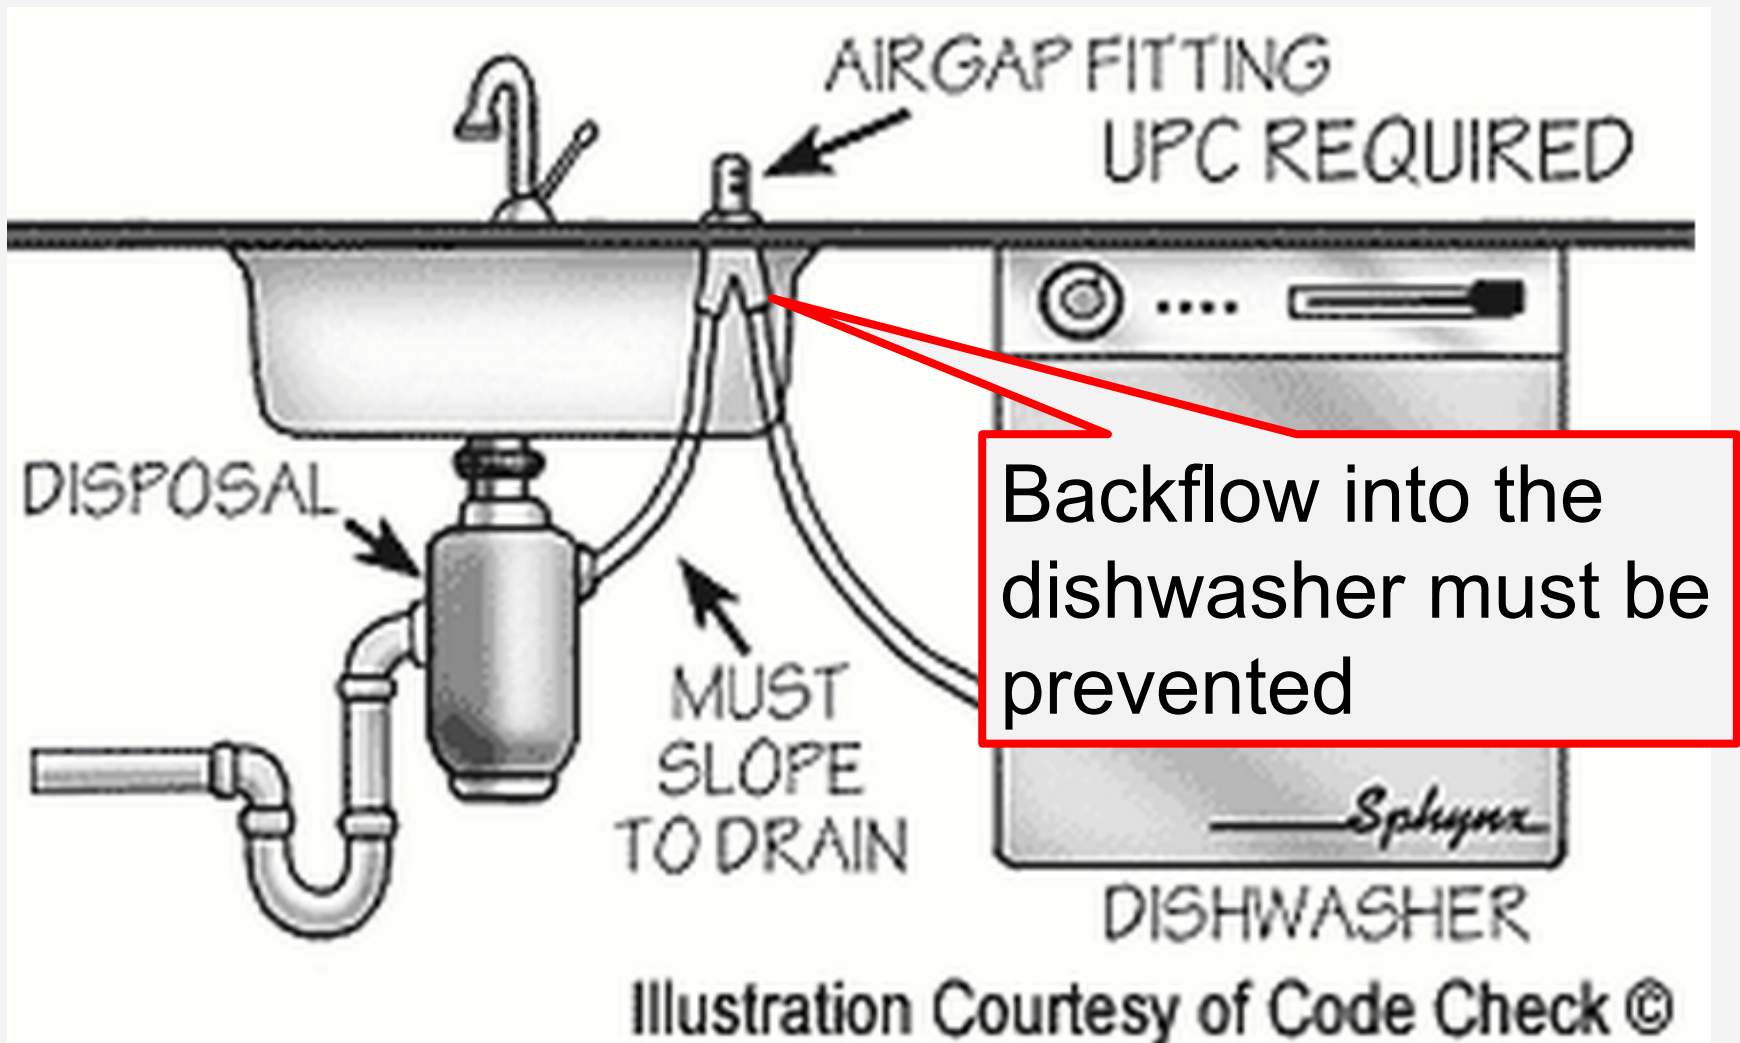 AIRGAP FITTING
UPC REQUIRED
DISPOSAL
Backflow into the
dishwasher must be
prevented
MUST
SLOPE
TO DRAIN
Sphynx
DISHWASHER
Illustration Courtesy of Code Check ©